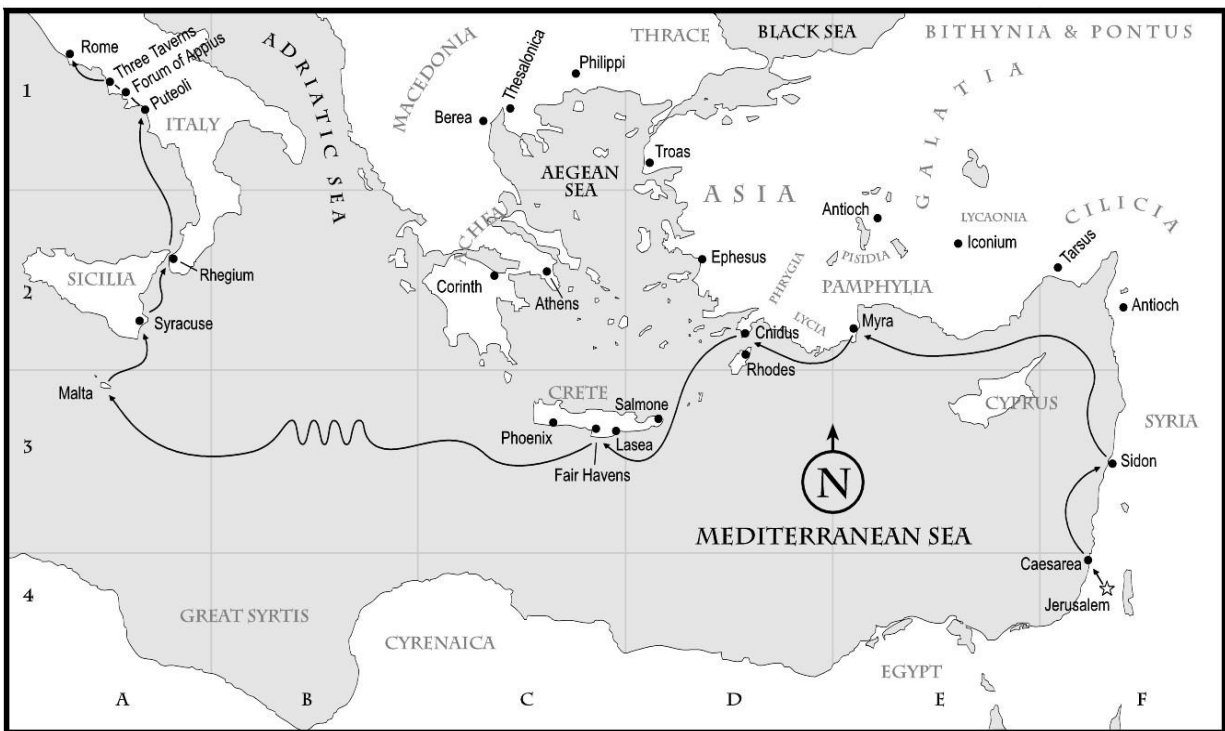 Rome
Three Taverns
Forum of Appius
Puteoli
ITALY
ADRIATIC SEA
MACEDONIA
Thesalonica
Philippi
Berea
THRACE
BLACK SEA
BITHYNIA & PONTUS
GALATIA
1
AEGEAN
SEA
Troas
ASIA
Antioch
LYCAONIA
Iconium
CILICIA
Tarsus
PISIDIA
PHRYGIA
PAMPHYLIA
LYCIA
ACHEA
Corinth
Athens
Ephesus
SICILIA
Rhegium
2
Syracuse
Cnidus
Myra
Antioch
Rhodes
Malta
CRETE
Salmone
Phoenix
Lasea
Fair Havens
CYPRUS
SYRIA
3
Sidon
N
MEDITERRANEAN SEA
Caesarea
Jerusalem
4
GREAT SYRTIS
CYRENAICA
EGYPT
A B C D E F